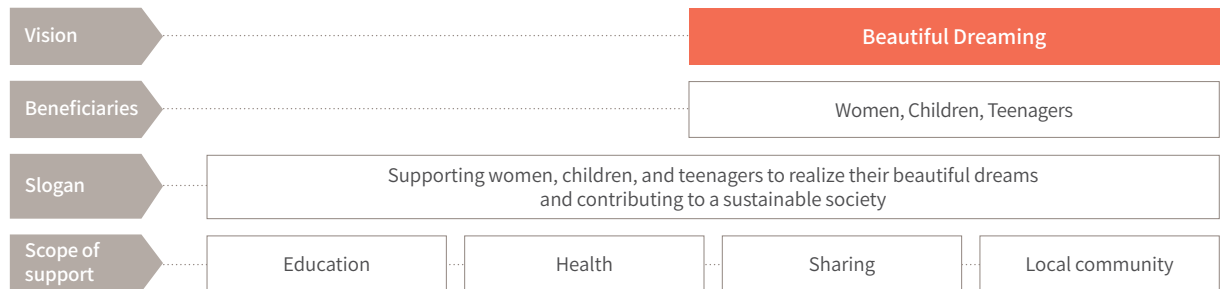 Vision
Beautiful Dreaming
Beneficiaries
Women, Children, Teenagers
Slogan
Supporting women, children, and teenagers to realize their beautiful dreams
and contributing to a sustainable society
Scope of
support
Education
Health
Sharing
Local community